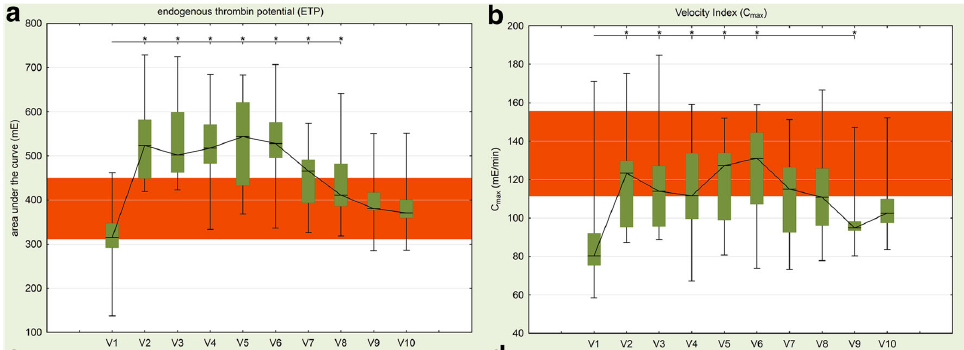 a
endogenous thrombin potential (ETP)
area under the curve (mE)
800
700
600
500
400
300
200
100
* * * * * * *
V1 V2 V3 V4 V5 V6 V7 V8 V9 V10
b
Velocity Index (Cmax)
Cmax (mE/min)
200
180
160
140
120
100
80
60
40
* * * * * *
V1 V2 V3 V4 V5 V6 V7 V8 V9 V10
d